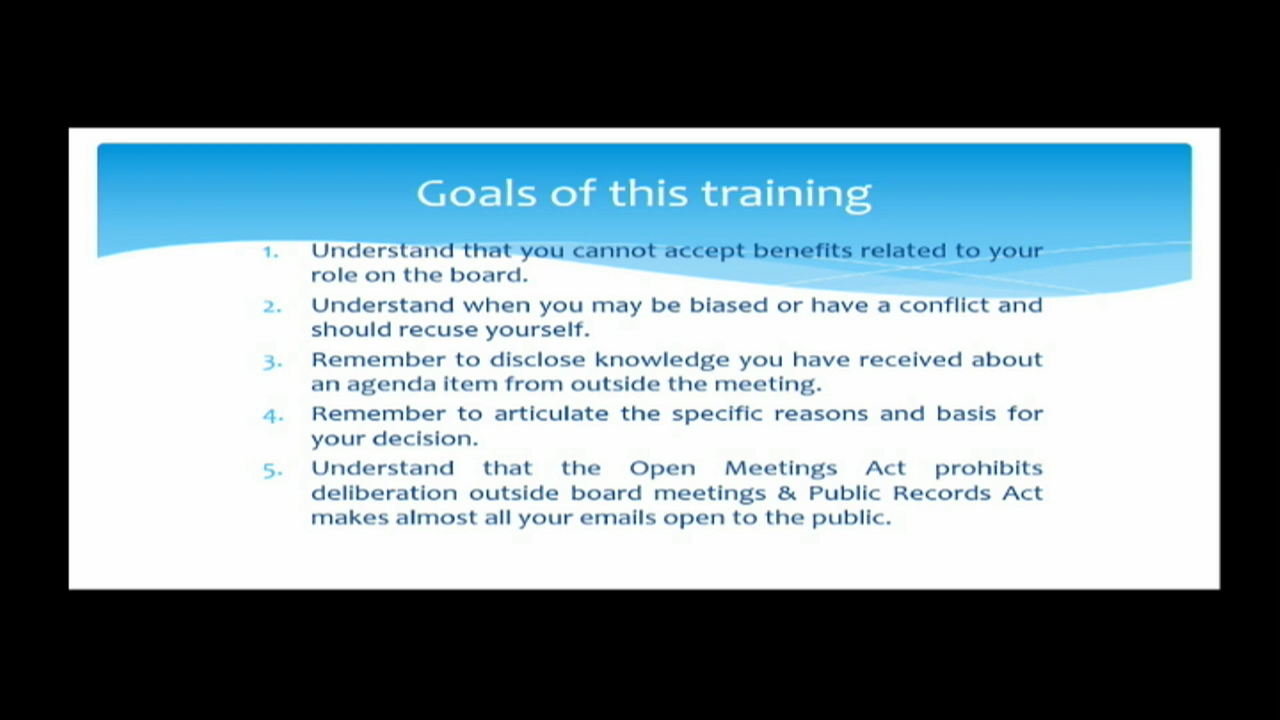 Goals of this training
1. Understand that you cannot accept benefits related to your
role on the board.
2. Understand when you may be biased or have a conflict and
should recuse yourself.
3. Remember to disclose knowledge you have received about
an agenda item from outside the meeting.
4. Remember to articulate the specific reasons and basis for
your decision.
5. Understand that the Open Meetings Act prohibits
deliberation outside board meetings & Public Records Act
makes almost all your emails open to the public.